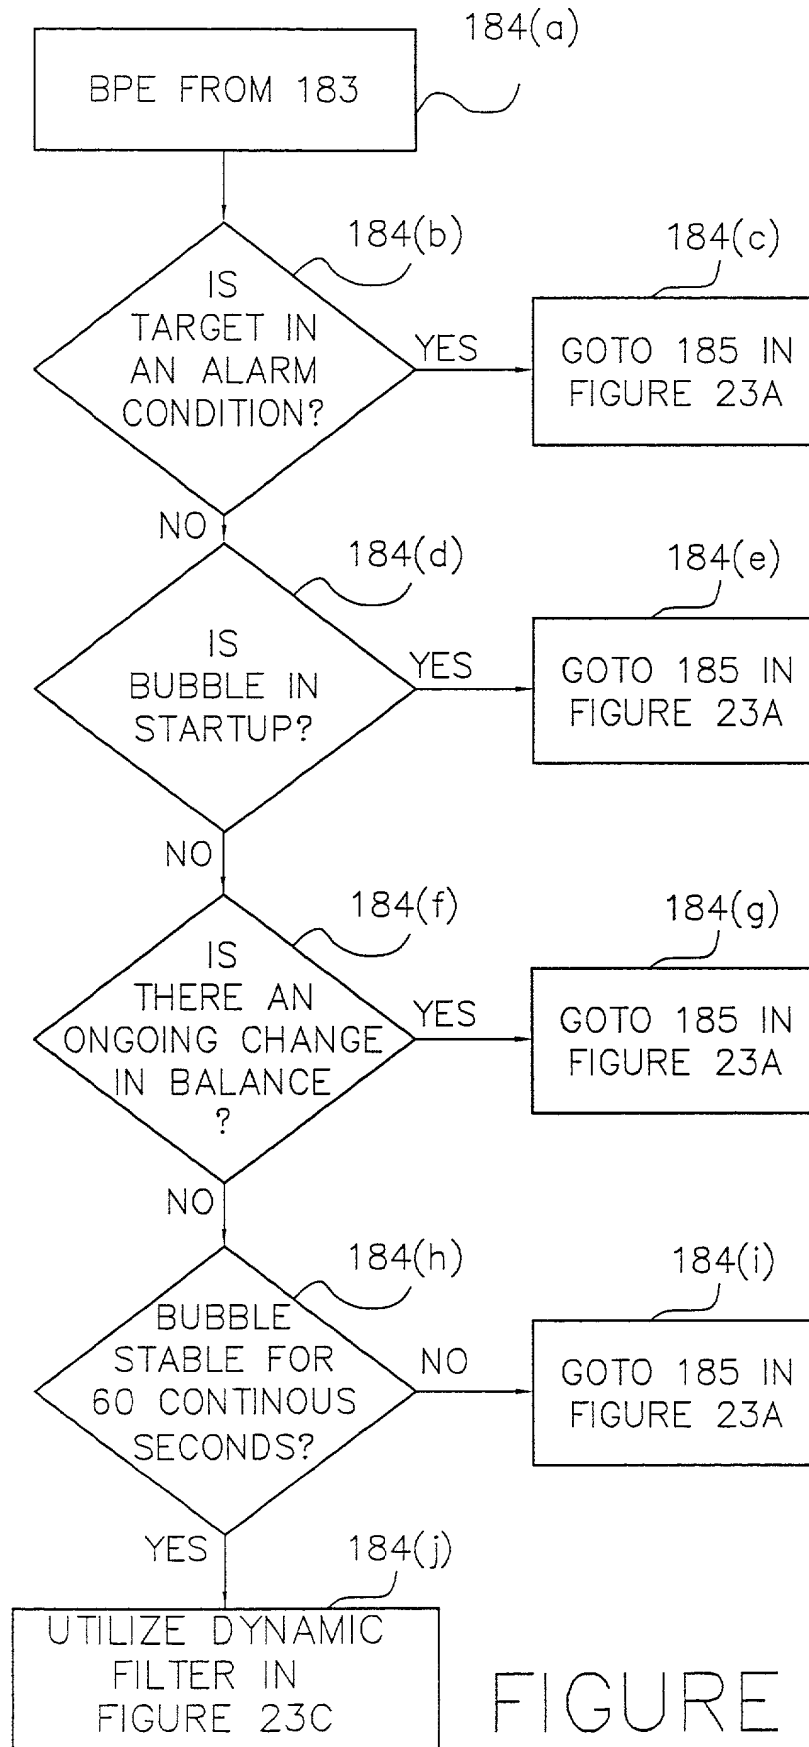 184(a)
BPE FROM 183
184(b)
IS
TARGET IN
AN ALARM
CONDITION?
YES
184(c)
GOTO 185 IN
FIGURE 23A
NO
184(d)
IS
BUBBLE IN
STARTUP?
YES
184(e)
GOTO 185 IN
FIGURE 23A
NO
184(f)
IS
THERE AN
ONGOING CHANGE
IN BALANCE
?
YES
184(g)
GOTO 185 IN
FIGURE 23A
NO
184(h)
BUBBLE
STABLE FOR
60 CONTINOUS
SECONDS?
NO
184(i)
GOTO 185 IN
FIGURE 23A
YES
184(j)
UTILIZE DYNAMIC
FILTER IN
FIGURE 23C
FIGURE